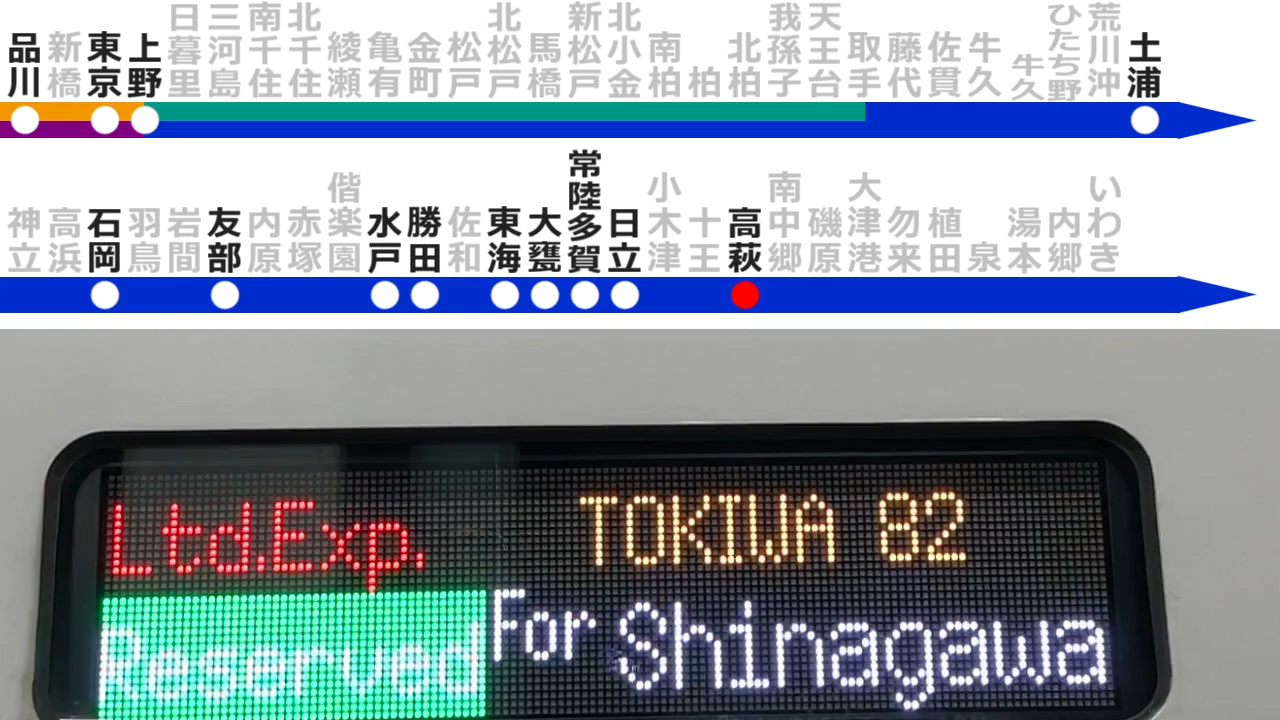 品川 新橋 東京 上野 日暮里 三河島 南千住 北千住 綾瀬 亀有 金町 松戸 北松戸 馬橋 新松戸 北小金 南柏 柏 北柏 我孫子 天王台 取手 藤代 佐貫 牛久 牛久 ひたち野 荒川沖 土浦
神立 高浜 石岡 羽鳥 岩間 友部 内原 赤塚 偕楽園 水戸 勝田 佐和 東海 大甕 常陸多賀 日立 小木津 十王 高萩 南中郷 磯原 大津港 勿来 植田 泉 湯本 内郷 いわき
Ltd.Exp. TOKIWA 82
Reserved For Shinagawa